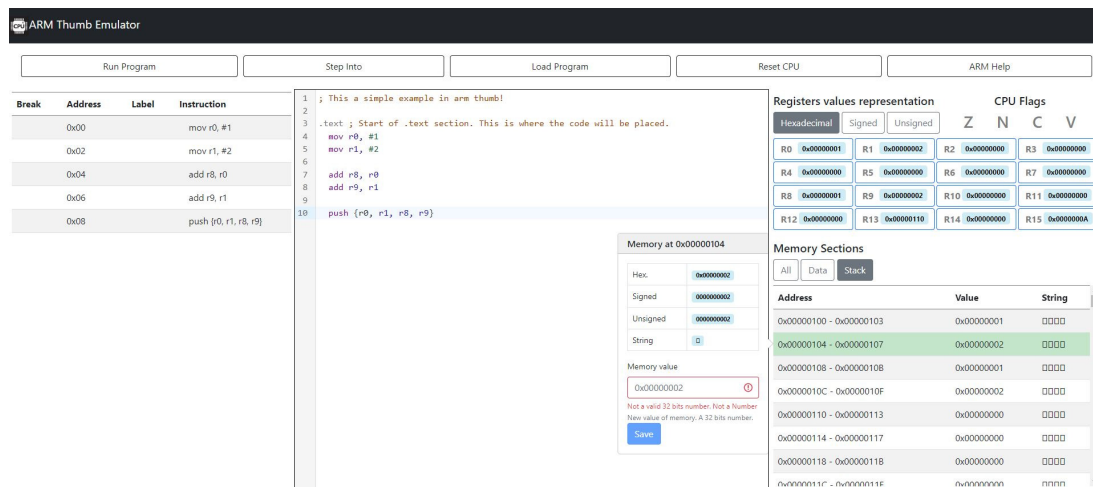 CPU ARM Thumb Emulator
Run Program Step Into Load Program Reset CPU ARM Help
Break Address Label Instruction
0x00 mov r0, #1
0x02 mov r1, #2
0x04 add r8, r0
0x06 add r9, r1
0x08 push {r0, r1, r8, r9}
1 ; This a simple example in arm thumb!
2
3 .text ; Start of .text section. This is where the code will be placed.
4 mov r0, #1
5 mov r1, #2
6
7 add r8, r0
8 add r9, r1
9
10 push {r0, r1, r8, r9}
Memory at 0x00000104
Hex. 0x00000002
Signed 0000000002
Unsigned 0000000002
String
Memory value
0x00000002
Not a valid 32 bits number. Not a Number
New value of memory. A 32 bits number.
Save
Registers values representation CPU Flags
Hexadecimal Signed Unsigned Z N C V
R0 0x00000001 R1 0x00000002 R2 0x00000000 R3 0x00000000
R4 0x00000000 R5 0x00000000 R6 0x00000000 R7 0x00000000
R8 0x00000001 R9 0x00000002 R10 0x00000000 R11 0x00000000
R12 0x00000000 R13 0x00000110 R14 0x00000000 R15 0x0000000A
Memory Sections
All Data Stack
Address Value String
0x00000100 - 0x00000103 0x00000001 □□□□
0x00000104 - 0x00000107 0x00000002 □□□□
0x00000108 - 0x0000010B 0x00000001 □□□□
0x0000010C - 0x0000010F 0x00000002 □□□□
0x00000110 - 0x00000113 0x00000000 □□□□
0x00000114 - 0x00000117 0x00000000 □□□□
0x00000118 - 0x0000011B 0x00000000 □□□□
0x0000011C - 0x0000011F 0x00000000 □□□□